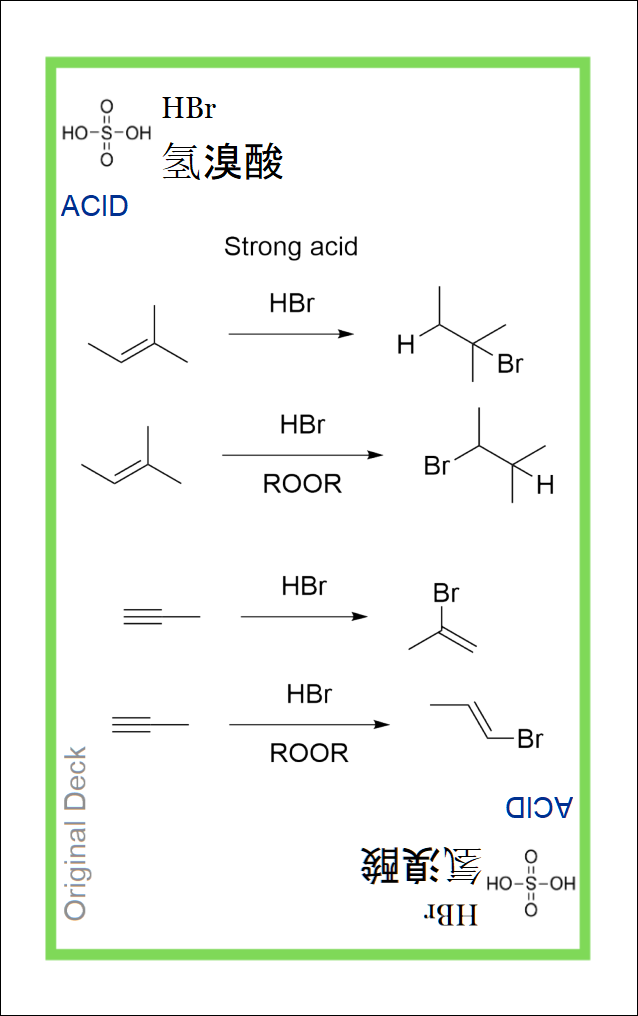 O
HO-S-OH
O
HBr
氢溴酸
ACID
Strong acid
HBr
H
Br
HBr
ROOR
Br
H
HBr
Br
HBr
ROOR
Br
Original Deck
ACID
氢溴酸
HBr
O
HO-S-OH
O